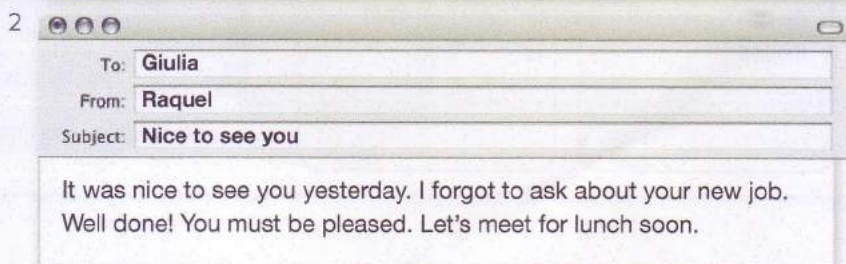 2
To: Giulia
From: Raquel
Subject: Nice to see you
It was nice to see you yesterday. I forgot to ask about your new job.
Well done! You must be pleased. Let's meet for lunch soon.